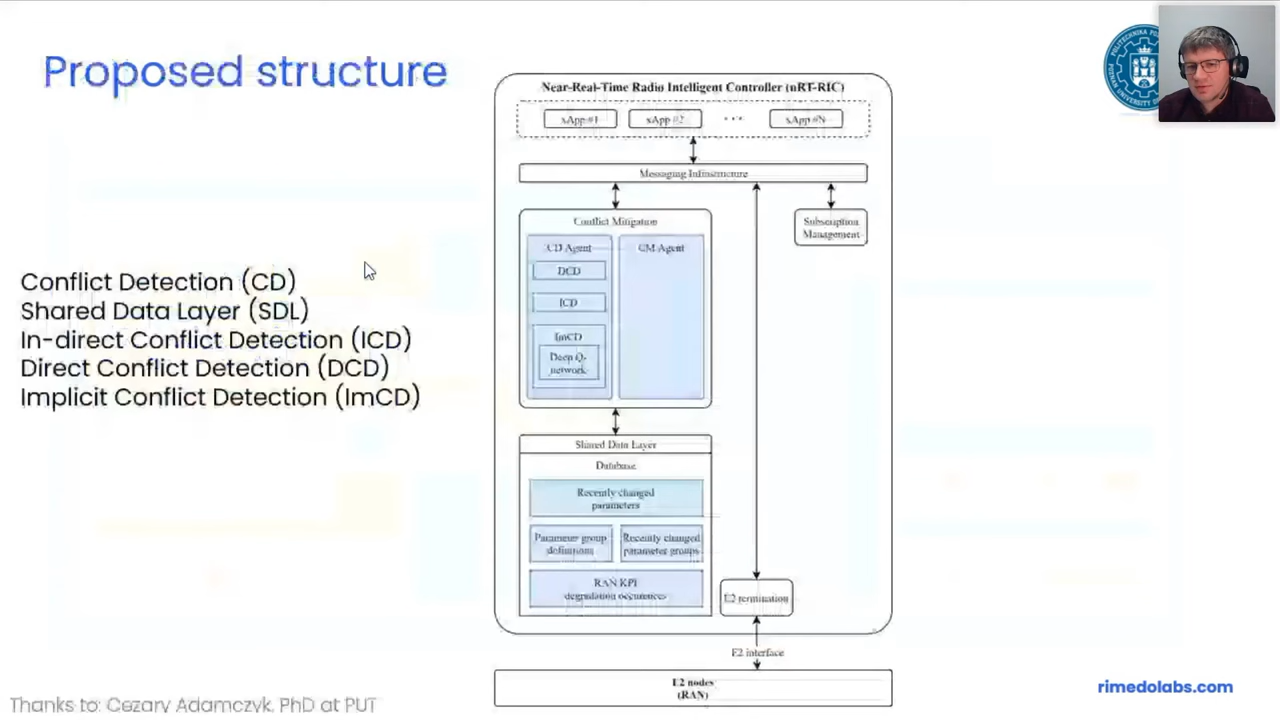 Proposed structure
Conflict Detection (CD)
Shared Data Layer (SDL)
In-direct Conflict Detection (ICD)
Direct Conflict Detection (DCD)
Implicit Conflict Detection (ImCD)
Near-Real-Time Radio Intelligent Controller (nRT-RIC)
xApp #1
xApp #2
...
xApp #N
Messaging Infrastructure
Conflict Mitigation
CD Agent
DCD
ICD
ImCD
Deep Q-
network
CM Agent
Subscription
Management
Shared Data Layer
Database
Recently changed
parameters
Parameter group
definitions
Recently changed
parameter groups
RAN KPI
degradation occurances
E2 termination
E2 interface
E2 nodes
(RAN)
Thanks to: Cezary Adamczyk, PhD at PUT
rimedolabs.com